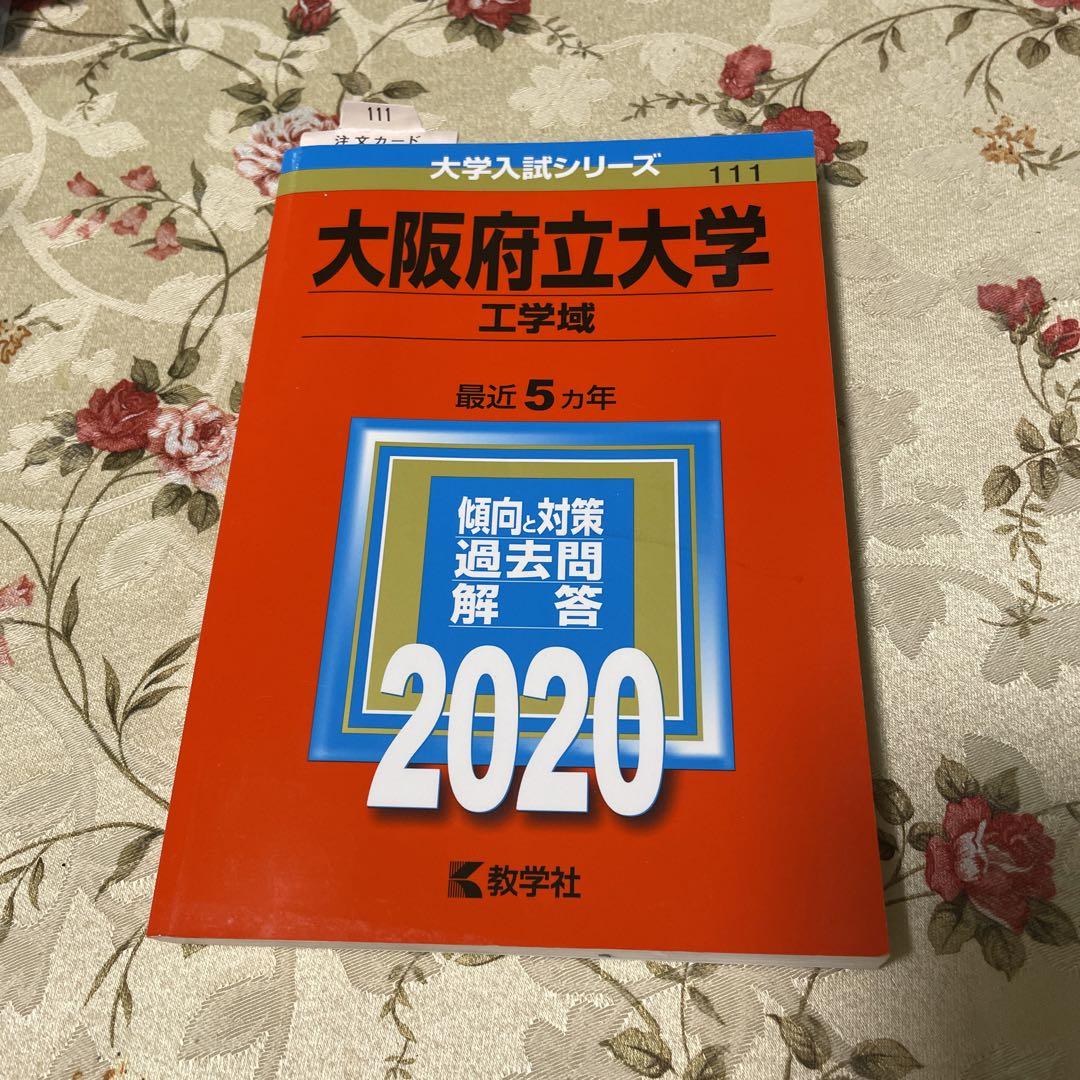 111
注文カード
大学入試シリーズ
111
大阪府立大学
工学域
最近5ヵ年
傾向と対策
過去問
解答
2020
教学社